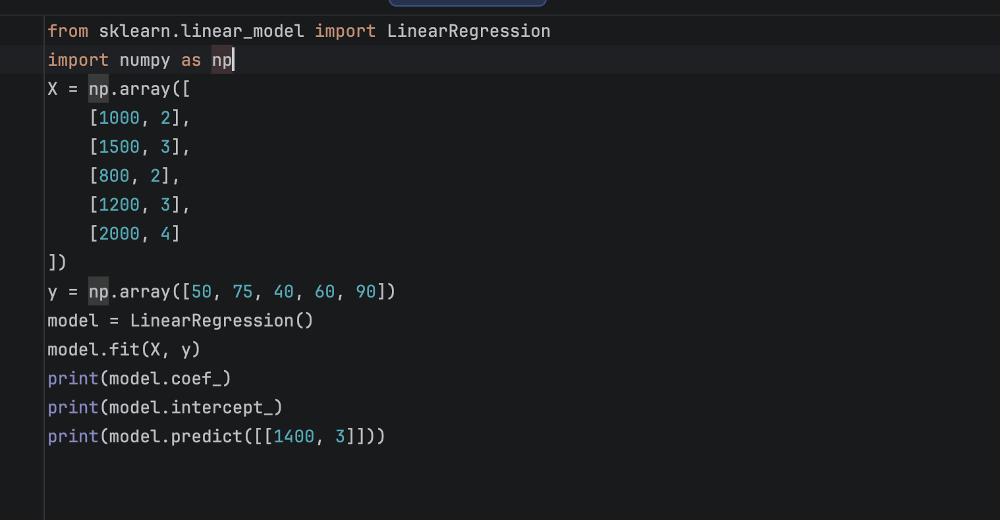 from sklearn.linear_model import LinearRegression
import numpy as np
X = np.array([
    [1000, 2],
    [1500, 3],
    [800, 2],
    [1200, 3],
    [2000, 4]
])
y = np.array([50, 75, 40, 60, 90])
model = LinearRegression()
model.fit(X, y)
print(model.coef_)
print(model.intercept_)
print(model.predict([[1400, 3]]))